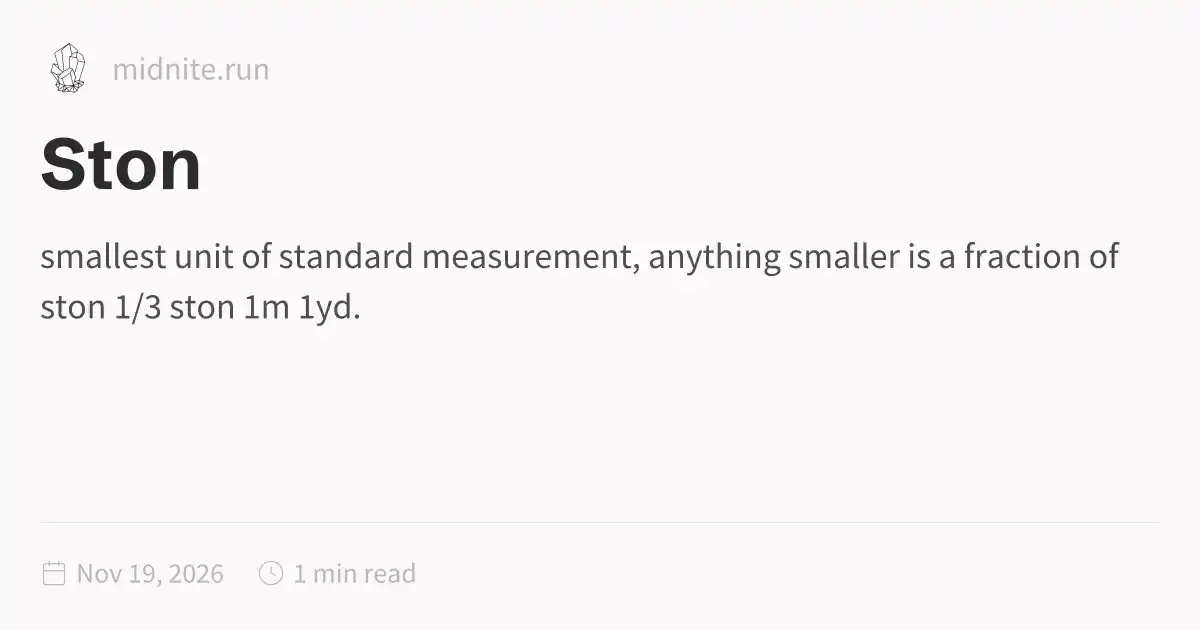 midnite.run
Ston
smallest unit of standard measurement, anything smaller is a fraction of
ston 1/3 ston 1m 1yd.
Nov 19, 2026
1 min read